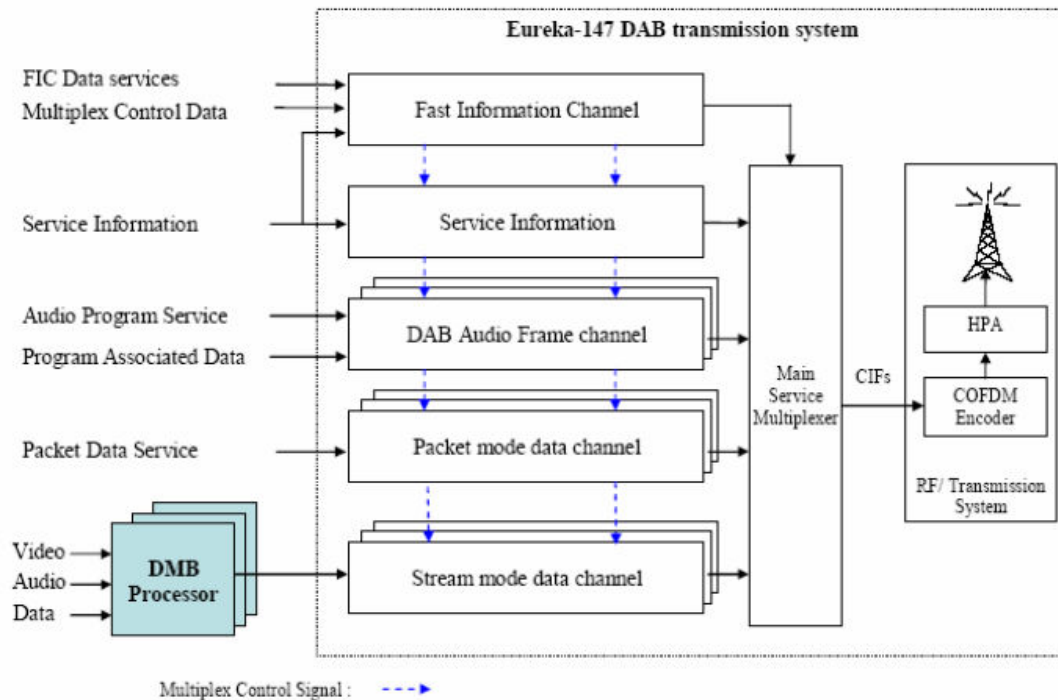 Eureka-147 DAB transmission system
FIC Data services
Multiplex Control Data
Fast Information Channel
Service Information
Service Information
Audio Program Service
Program Associated Data
DAB Audio Frame channel
Packet Data Service
Packet mode data channel
Video
Audio
Data
DMB
Processor
Stream mode data channel
Main
Service
Multiplexer
CIFs
HPA
COFDM
Encoder
RF/ Transmission
System
Multiplex Control Signal :